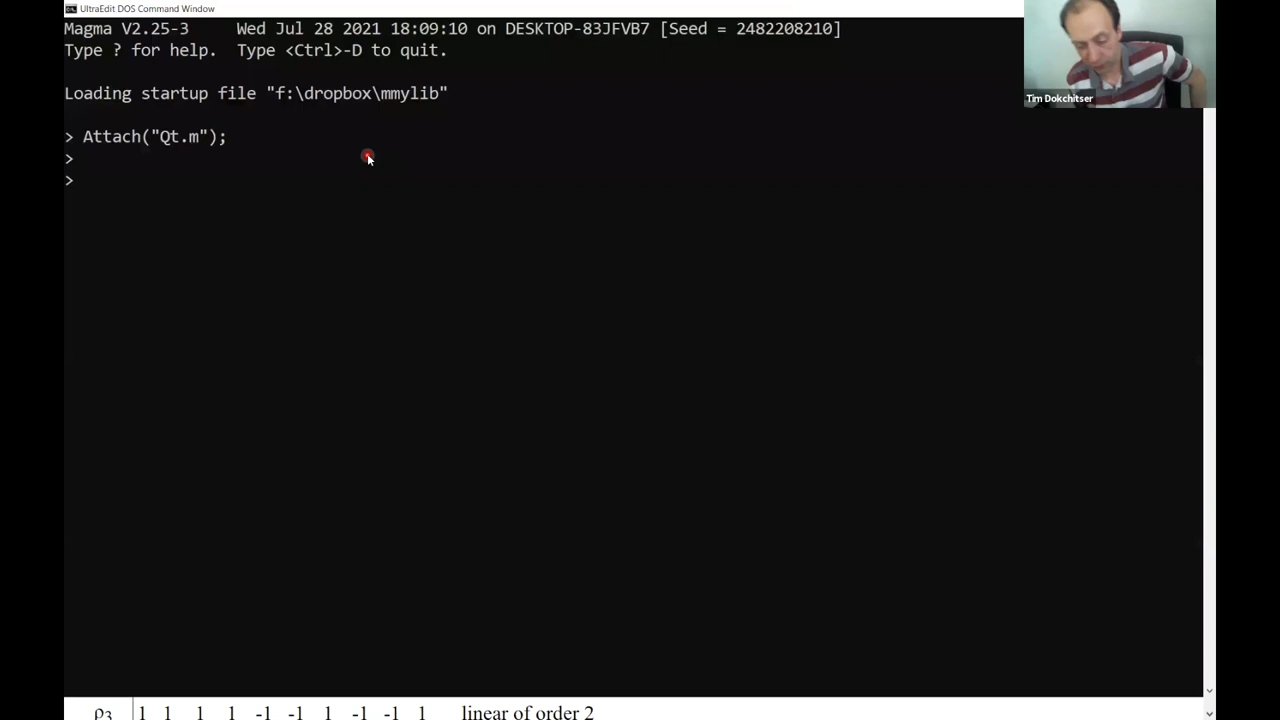 UltraEdit DOS Command Window
Magma V2.25-3     Wed Jul 28 2021 18:09:10 on DESKTOP-83JFVB7 [Seed = 2482208210]
Type ? for help.  Type <Ctrl>-D to quit.
Tim Dokchitser
Loading startup file "f:\dropbox\mmylib"
> Attach("Qt.m");
>
>
ρ3 1 1 1 1 -1 -1 1 -1 -1 1 linear of order 2